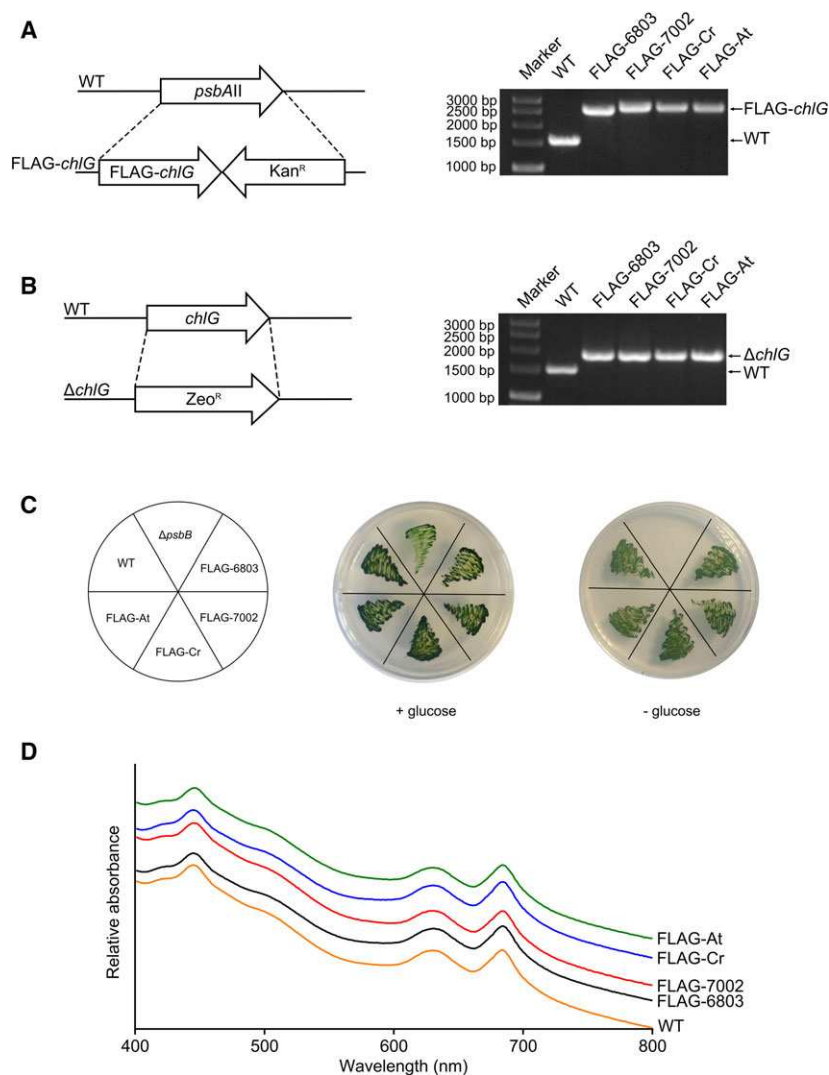 A
WT
psbAII
FLAG-chlG
FLAG-chlG
Kan^R
Marker
WT
FLAG-6803
FLAG-7002
FLAG-Cr
FLAG-At
3000 bp
2500 bp
2000 bp
1500 bp
1000 bp
FLAG-chlG
WT
B
WT
chlG
ΔchlG
Zeo^R
Marker
WT
FLAG-6803
FLAG-7002
FLAG-Cr
FLAG-At
3000 bp
2500 bp
2000 bp
1500 bp
1000 bp
ΔchlG
WT
C
ΔpsbB
WT
FLAG-6803
FLAG-At
FLAG-7002
FLAG-Cr
+ glucose
- glucose
D
Relative absorbance
FLAG-At
FLAG-Cr
FLAG-7002
FLAG-6803
WT
400 500 600 700 800
Wavelength (nm)